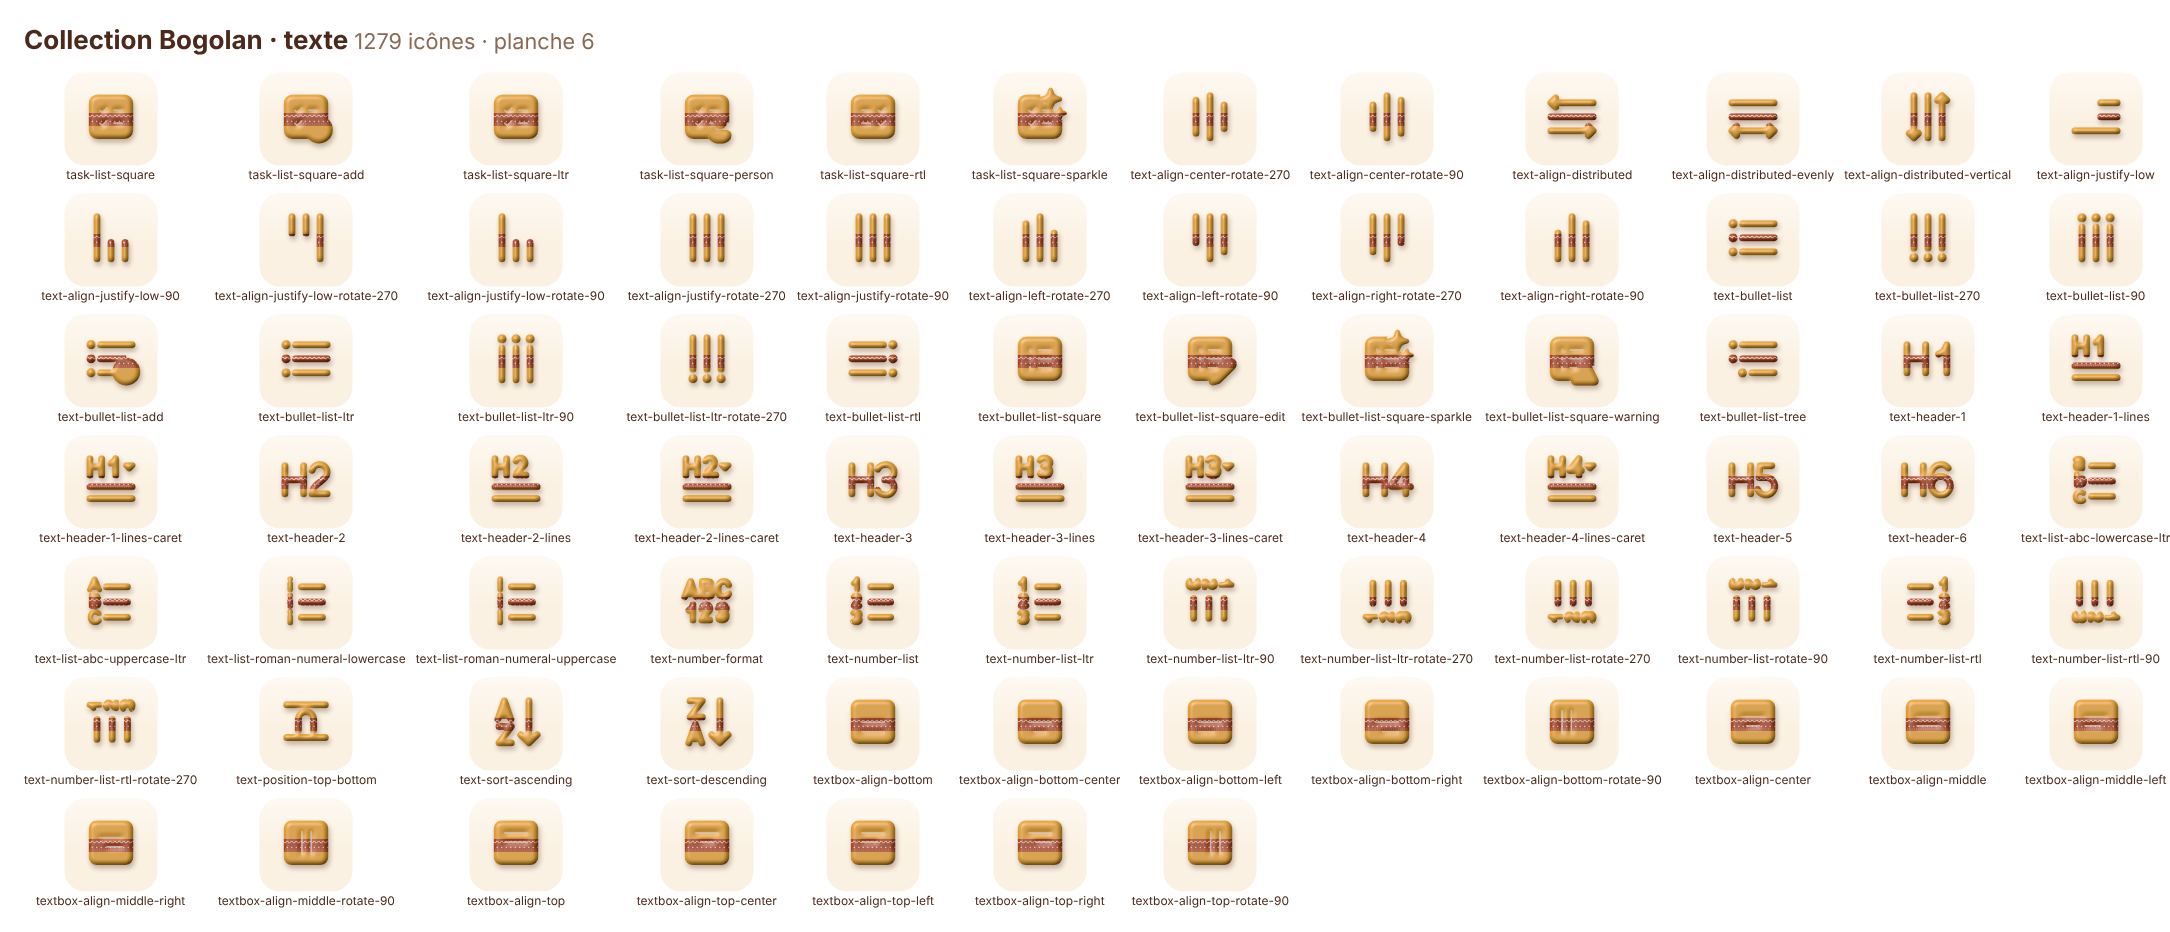 Collection Bogolan · texte 1279 icônes · planche 6
task-list-square task-list-square-add task-list-square-ltr task-list-square-person task-list-square-rtl task-list-square-sparkle text-align-center-rotate-270 text-align-center-rotate-90 text-align-distributed text-align-distributed-evenly text-align-distributed-vertical text-align-justify-low
text-align-justify-low-90 text-align-justify-low-rotate-270 text-align-justify-low-rotate-90 text-align-justify-rotate-270 text-align-justify-rotate-90 text-align-left-rotate-270 text-align-left-rotate-90 text-align-right-rotate-270 text-align-right-rotate-90 text-bullet-list text-bullet-list-270 text-bullet-list-90
H1 H1
text-bullet-list-add text-bullet-list-ltr text-bullet-list-ltr-90 text-bullet-list-ltr-rotate-270 text-bullet-list-rtl text-bullet-list-square text-bullet-list-square-edit text-bullet-list-square-sparkle text-bullet-list-square-warning text-bullet-list-tree text-header-1 text-header-1-lines
H1 H2 H2 H2 H3 H3 H3 H4 H4 H5 H6
text-header-1-lines-caret text-header-2 text-header-2-lines text-header-2-lines-caret text-header-3 text-header-3-lines text-header-3-lines-caret text-header-4 text-header-4-lines-caret text-header-5 text-header-6 text-list-abc-lowercase-ltr
ABC
123
text-list-abc-uppercase-ltr text-list-roman-numeral-lowercase text-list-roman-numeral-uppercase text-number-format text-number-list text-number-list-ltr text-number-list-ltr-90 text-number-list-ltr-rotate-270 text-number-list-rotate-270 text-number-list-rotate-90 text-number-list-rtl text-number-list-rtl-90
A Z
Z A
text-number-list-rtl-rotate-270 text-position-top-bottom text-sort-ascending text-sort-descending textbox-align-bottom textbox-align-bottom-center textbox-align-bottom-left textbox-align-bottom-right textbox-align-bottom-rotate-90 textbox-align-center textbox-align-middle textbox-align-middle-left
textbox-align-middle-right textbox-align-middle-rotate-90 textbox-align-top textbox-align-top-center textbox-align-top-left textbox-align-top-right textbox-align-top-rotate-90